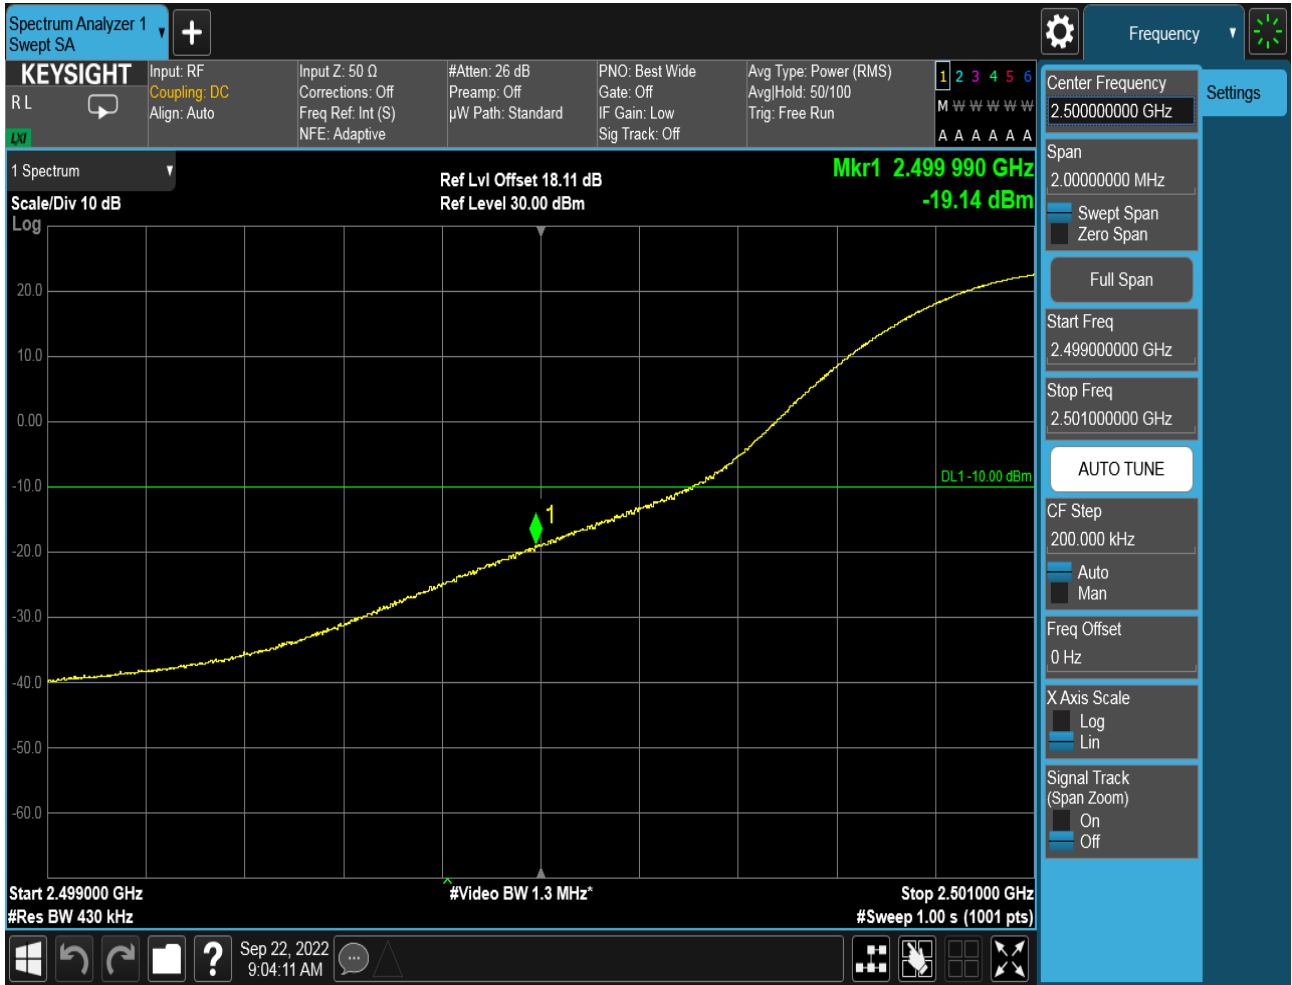 Spectrum Analyzer 1
Swept SA
Frequency
KEYSIGHT
R L
LXI
Input: RF
Coupling: DC
Align: Auto
Input Z: 50 Ω
Corrections: Off
Freq Ref: Int (S)
NFE: Adaptive
#Atten: 26 dB
Preamp: Off
µW Path: Standard
PNO: Best Wide
Gate: Off
IF Gain: Low
Sig Track: Off
Avg Type: Power (RMS)
Avg|Hold: 50/100
Trig: Free Run
1 2 3 4 5 6
M W W W W W
A A A A A A
1 Spectrum
Scale/Div 10 dB
Log
Ref Lvl Offset 18.11 dB
Ref Level 30.00 dBm
Mkr1 2.499 990 GHz
-19.14 dBm
20.0
10.0
0.00
-10.0
-20.0
-30.0
-40.0
-50.0
-60.0
DL1 -10.00 dBm
1
Start 2.499000 GHz
#Res BW 430 kHz
#Video BW 1.3 MHz*
Stop 2.501000 GHz
#Sweep 1.00 s (1001 pts)
Center Frequency
2.500000000 GHz
Settings
Span
2.00000000 MHz
Swept Span
Zero Span
Full Span
Start Freq
2.499000000 GHz
Stop Freq
2.501000000 GHz
AUTO TUNE
CF Step
200.000 kHz
Auto
Man
Freq Offset
0 Hz
X Axis Scale
Log
Lin
Signal Track
(Span Zoom)
On
Off
?
Sep 22, 2022
9:04:11 AM